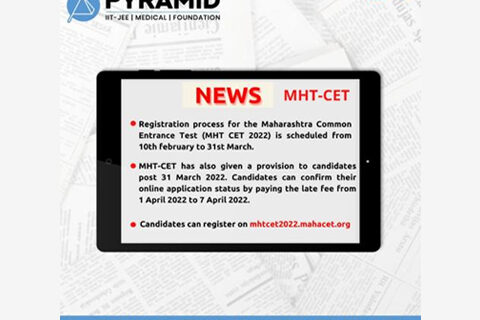 PYRAMID
IIT-JEE | MEDICAL | FOUNDATION
NEWS MHT-CET
Registration process for the Maharashtra Common
Entrance Test (MHT CET 2022) is scheduled from
10th february to 31st March.
MHT-CET has also given a provision to candidates
post 31 March 2022. Candidates can confirm their
online application status by paying the late fee from
1 April 2022 to 7 April 2022.
Candidates can register on mhtcet2022.mahacet.org